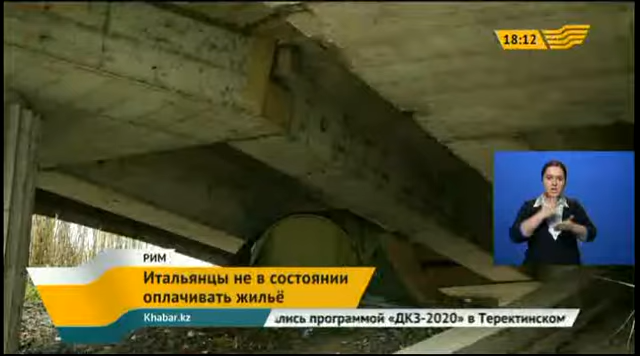 18:12
РИМ
Итальянцы не в состоянии
оплачивать жильё
Khabar.kz
лись программой «ДКЗ-2020» в Теректинском